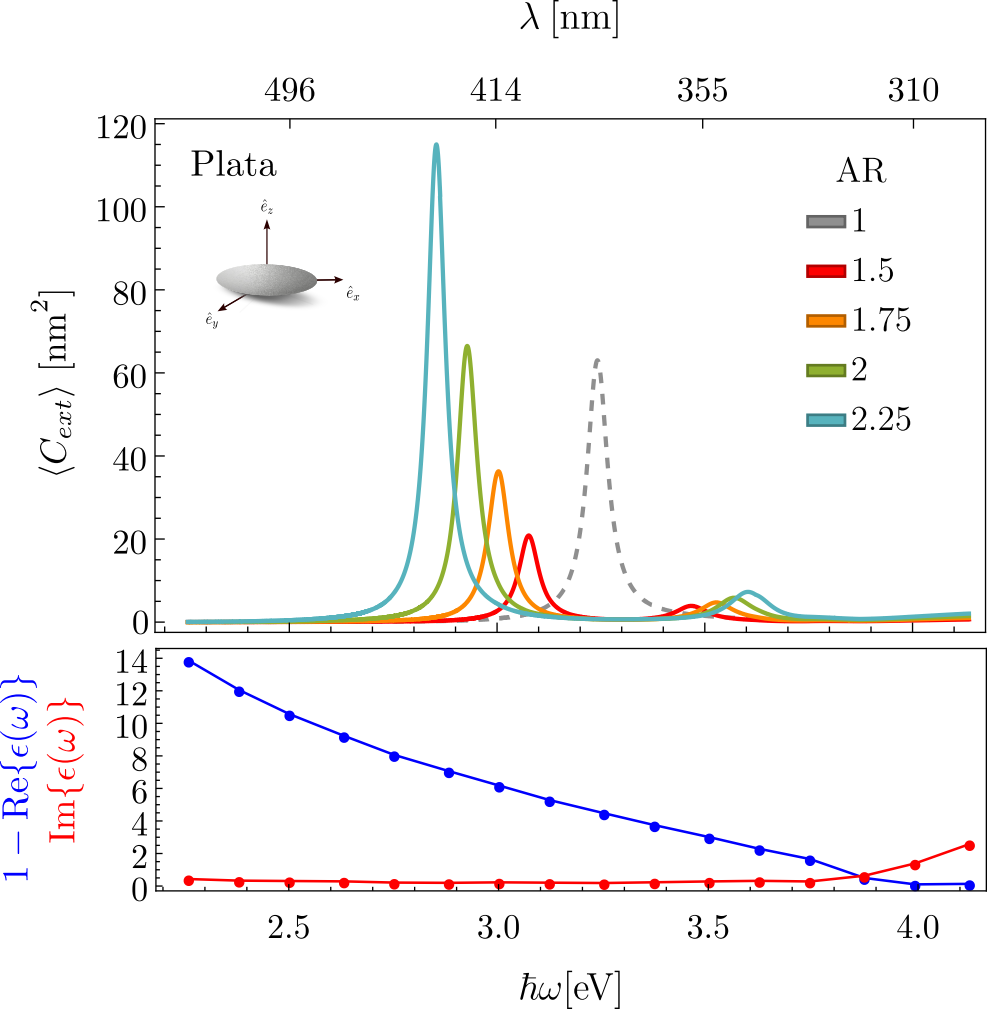 λ [nm]
496 414 355 310
120
100
80
60
40
20
0
⟨C_ext⟩ [nm²]
Plata
ê_z
ê_x
ê_y
AR
1
1.5
1.75
2
2.25
14
12
10
8
6
4
2
0
1 − Re{ϵ(ω)}
Im{ϵ(ω)}
2.5 3.0 3.5 4.0
ħω[eV]